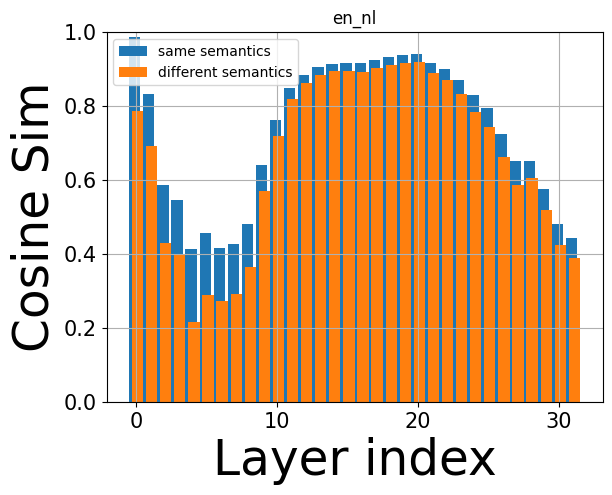 en_nl
same semantics
different semantics
Cosine Sim
1.0
0.8
0.6
0.4
0.2
0.0
0 10 20 30
Layer index